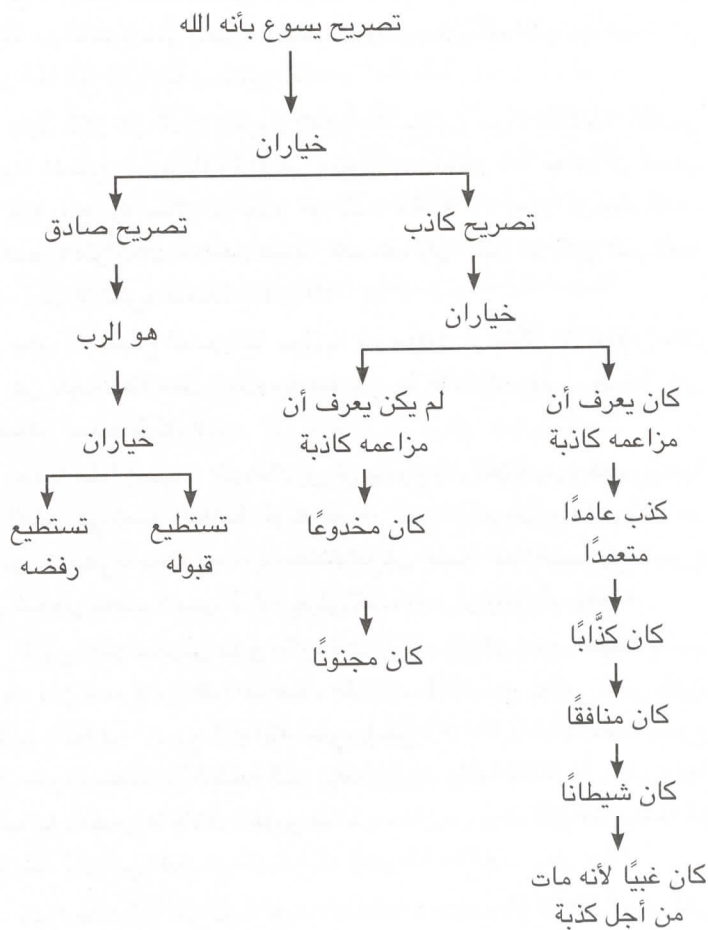 تصريح يسوع بأنه الله
خياران
تصريح كاذب
تصريح صادق
خياران
هو الرب
كان يعرف أن
مزاعمه كاذبة
لم يكن يعرف أن
مزاعمه كاذبة
خياران
كذب عامدًا
متعمدًا
كان مخدوعًا
تستطيع
قبوله
تستطيع
رفضه
كان كذَّابًا
كان مجنونًا
كان منافقًا
كان شيطانًا
كان غبيًا لأنه مات
من أجل كذبة